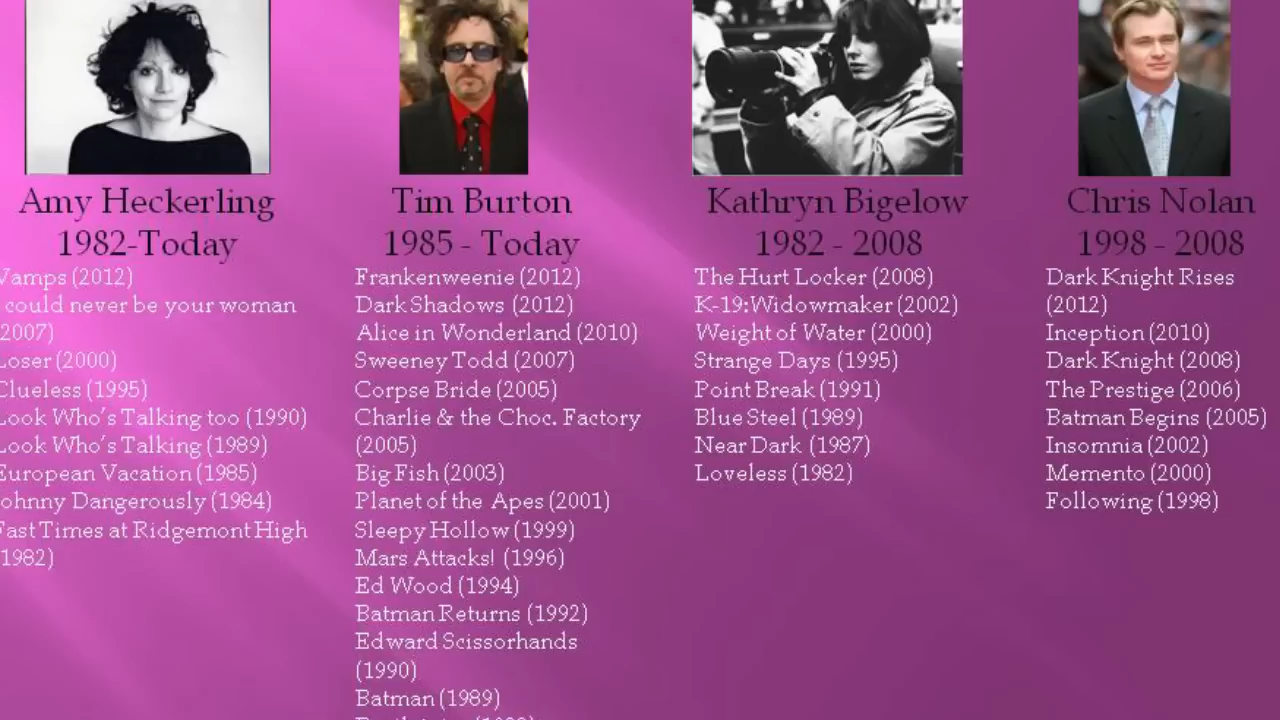 Amy Heckerling
1982-Today
Vamps (2012)
could never be your woman
(2007)
Loser (2000)
Clueless (1995)
Look Who's Talking too (1990)
Look Who's Talking (1989)
European Vacation (1985)
Johnny Dangerously (1984)
Fast Times at Ridgemont High
(1982)
Tim Burton
1985 - Today
Frankenweenie (2012)
Dark Shadows (2012)
Alice in Wonderland (2010)
Sweeney Todd (2007)
Corpse Bride (2005)
Charlie & the Choc. Factory
(2005)
Big Fish (2003)
Planet of the Apes (2001)
Sleepy Hollow (1999)
Mars Attacks! (1996)
Ed Wood (1994)
Batman Returns (1992)
Edward Scissorhands
(1990)
Batman (1989)
Kathryn Bigelow
1982 - 2008
The Hurt Locker (2008)
K-19:Widowmaker (2002)
Weight of Water (2000)
Strange Days (1995)
Point Break (1991)
Blue Steel (1989)
Near Dark (1987)
Loveless (1982)
Chris Nolan
1998 - 2008
Dark Knight Rises
(2012)
Inception (2010)
Dark Knight (2008)
The Prestige (2006)
Batman Begins (2005)
Insomnia (2002)
Memento (2000)
Following (1998)